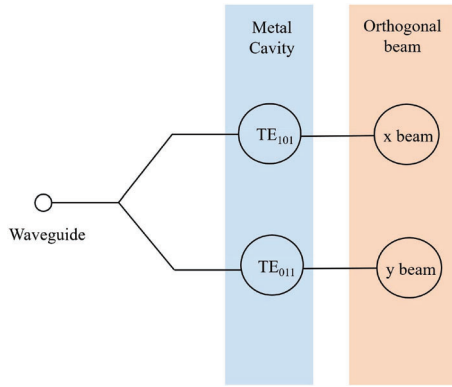 Metal
Cavity
Orthogonal
beam
TE₁₀₁
x beam
Waveguide
TE₀₁₁
y beam